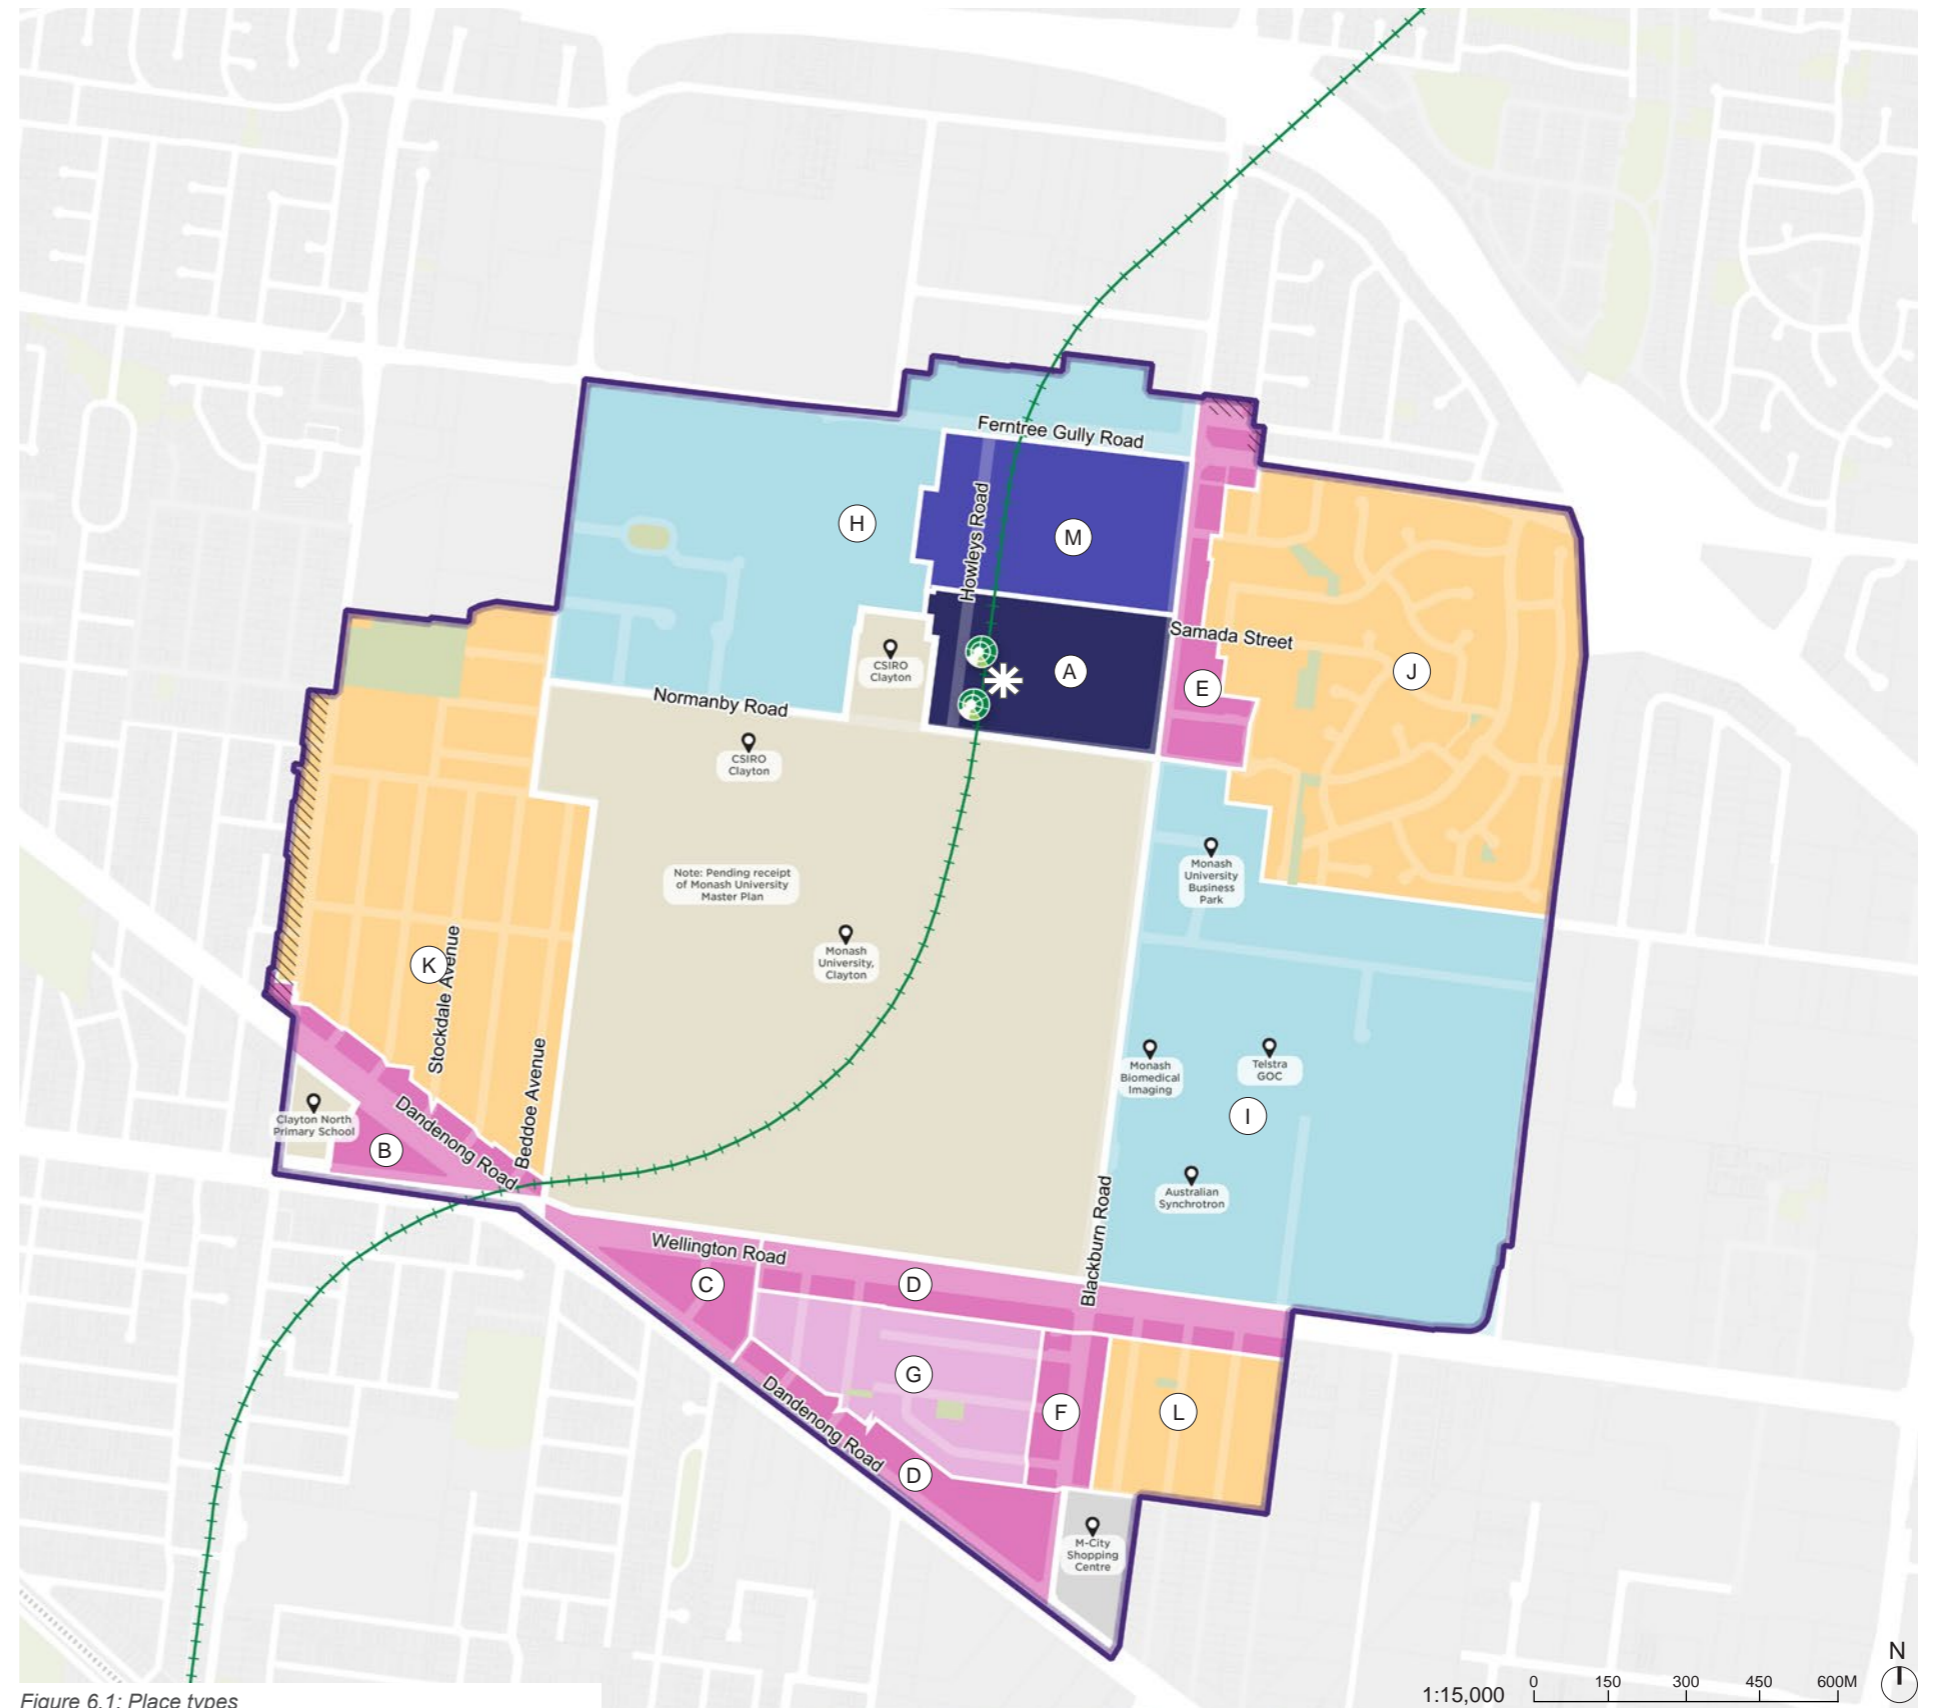 Ferntree Gully Road
H
Howleys Road
M
Samada Street
CSIRO
Clayton
A
E
J
Normanby Road
CSIRO
Clayton
Note: Pending receipt
of Monash University
Master Plan
Monash
University
Business
Park
Monash
University,
Clayton
K
Stockdale Avenue
Beddoe Avenue
Monash
Biomedical
Imaging
Telstra
GOC
I
Clayton North
Primary School
B
Dandenong Road
Australian
Synchrotron
Blackburn Road
Wellington Road
C
D
G
F
L
Dandenong Road
D
M-City
Shopping
Centre
N
1:15,000
0 150 300 450 600M
Figure 6.1: Place types